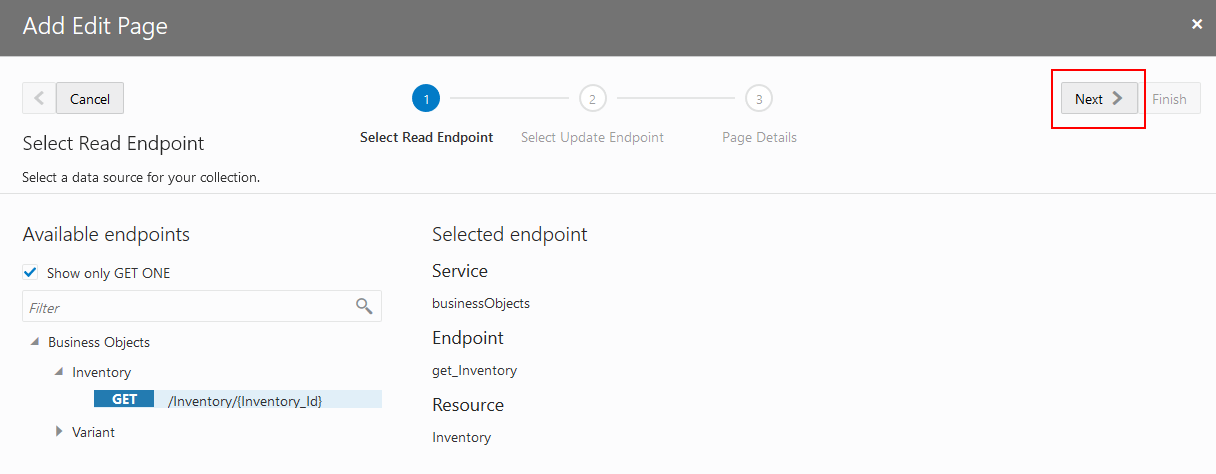 Add Edit Page
Cancel
1
2
3
Next
Finish
Select Read Endpoint
Select Update Endpoint
Page Details
Select Read Endpoint
Select a data source for your collection.
Available endpoints
Show only GET ONE
Filter
Business Objects
Inventory
GET /Inventory/{Inventory_Id}
Variant
Selected endpoint
Service
businessObjects
Endpoint
get_Inventory
Resource
Inventory